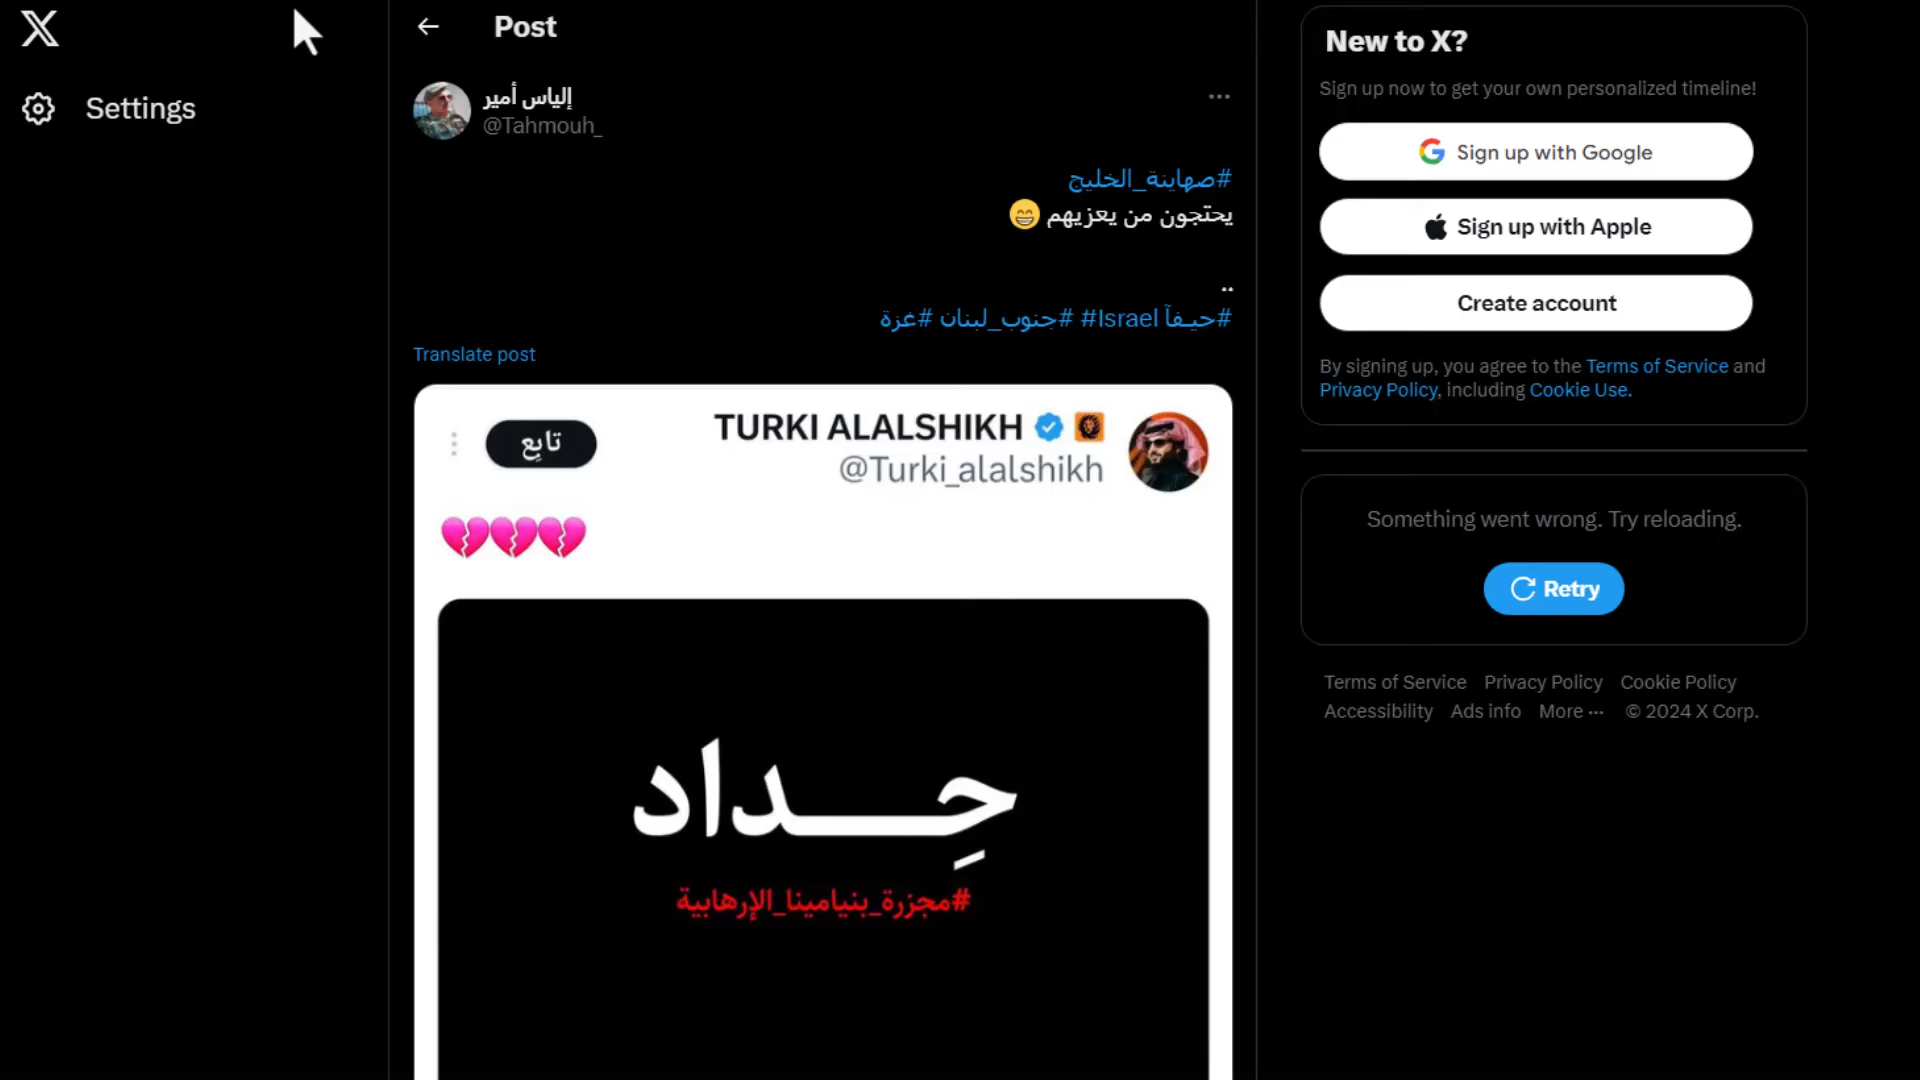 Settings
Post
إلياس أمير
@Tahmouh_
#صهاينة_الخليج
يحتجون من يعزيهم 😁
..
#حيـفآ Israel# #جنوب_لبنان #غزة
Translate post
TURKI ALALSHIKH
@Turki_alalshikh
تابِع
💔💔💔
حِـــداد
#مجزرة_بنيامينا_الإرهابية
New to X?
Sign up now to get your own personalized timeline!
Sign up with Google
Sign up with Apple
Create account
By signing up, you agree to the Terms of Service and
Privacy Policy, including Cookie Use.
Something went wrong. Try reloading.
Retry
Terms of Service Privacy Policy Cookie Policy
Accessibility Ads info More ··· © 2024 X Corp.